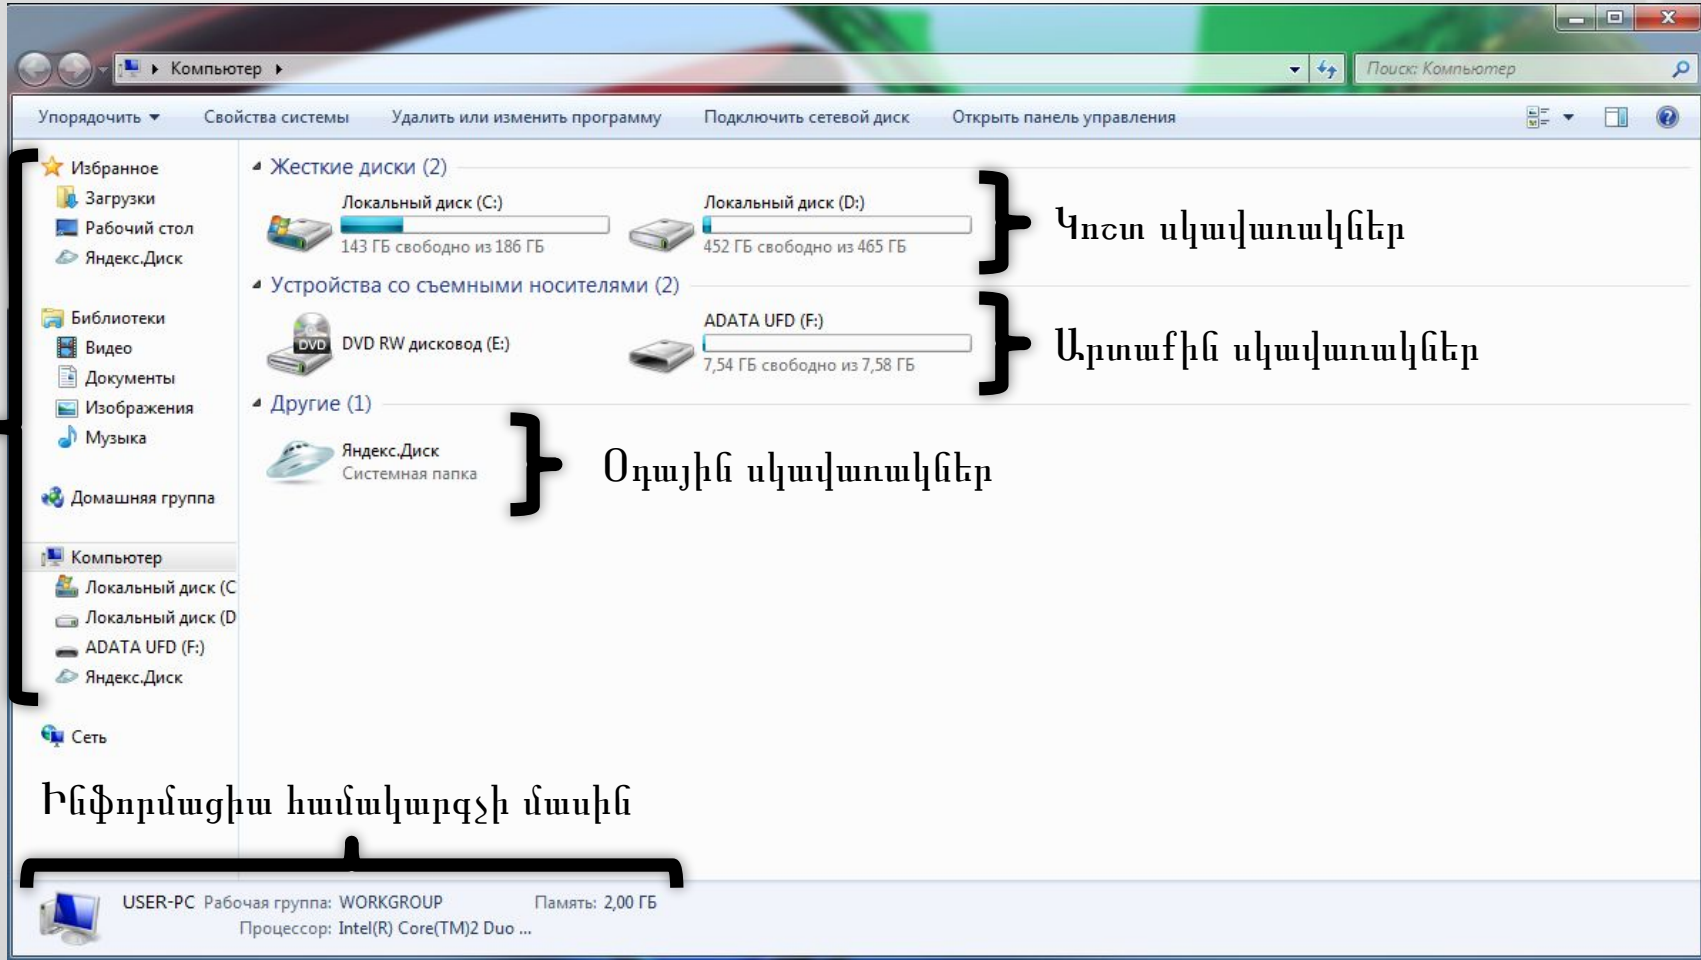 Компьютер
Поиск: Компьютер
Упорядочить Свойства системы Удалить или изменить программу Подключить сетевой диск Открыть панель управления
Избранное
Загрузки
Рабочий стол
Яндекс.Диск
Библиотеки
Видео
Документы
Изображения
Музыка
Домашняя группа
Компьютер
Локальный диск (C
Локальный диск (D
ADATA UFD (F:)
Яндекс.Диск
Сеть
Жесткие диски (2)
Локальный диск (C:)
143 ГБ свободно из 186 ГБ
Локальный диск (D:)
452 ГБ свободно из 465 ГБ
Կոշտ սկավառակներ
Устройства со съемными носителями (2)
DVD RW дисковод (E:)
ADATA UFD (F:)
7,54 ГБ свободно из 7,58 ГБ
Արտաքին սկավառակներ
Другие (1)
Яндекс.Диск
Системная папка
Օդային սկավառակներ
Ինֆորմացիա համակարգչի մասին
USER-PC Рабочая группа: WORKGROUP Память: 2,00 ГБ
Процессор: Intel(R) Core(TM)2 Duo ...